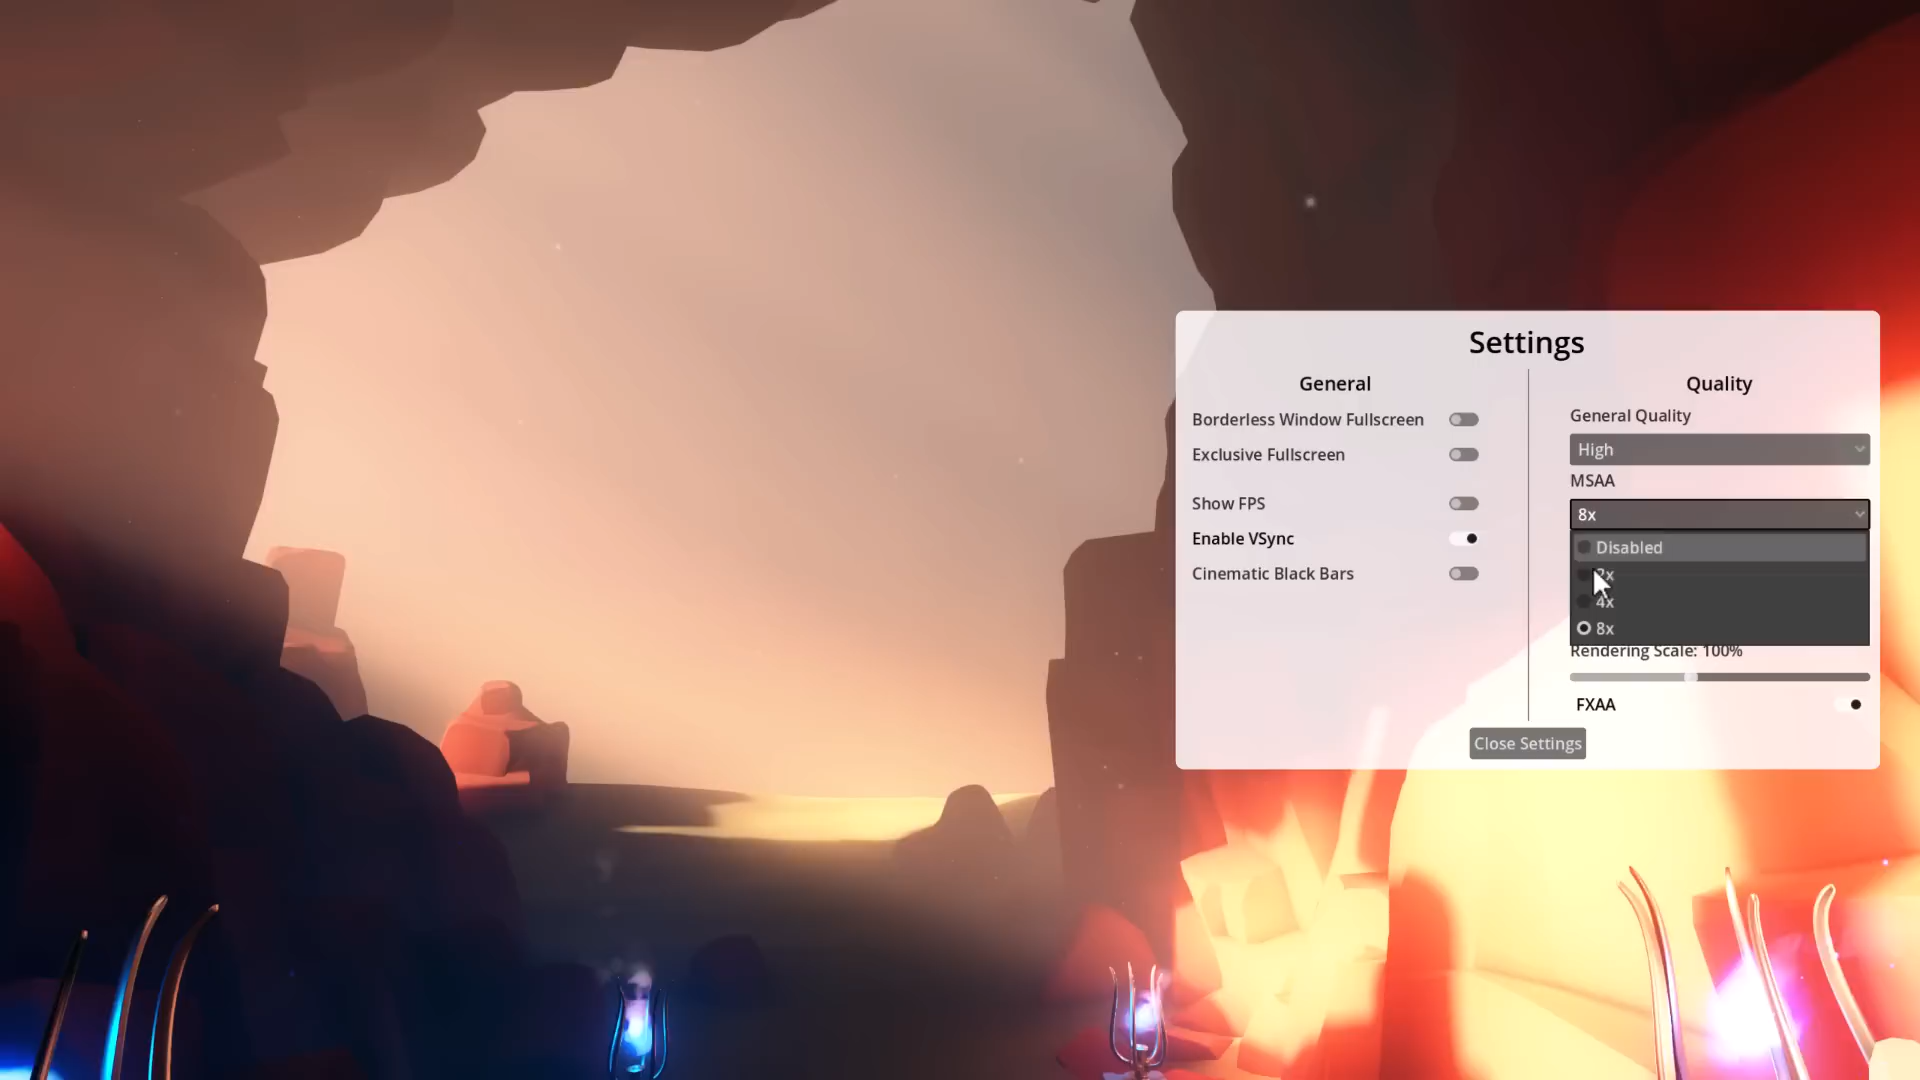 Settings
General
Borderless Window Fullscreen
Exclusive Fullscreen
Show FPS
Enable VSync
Cinematic Black Bars
Quality
General Quality
High
MSAA
8x
Disabled
2x
4x
8x
Rendering Scale: 100%
FXAA
Close Settings